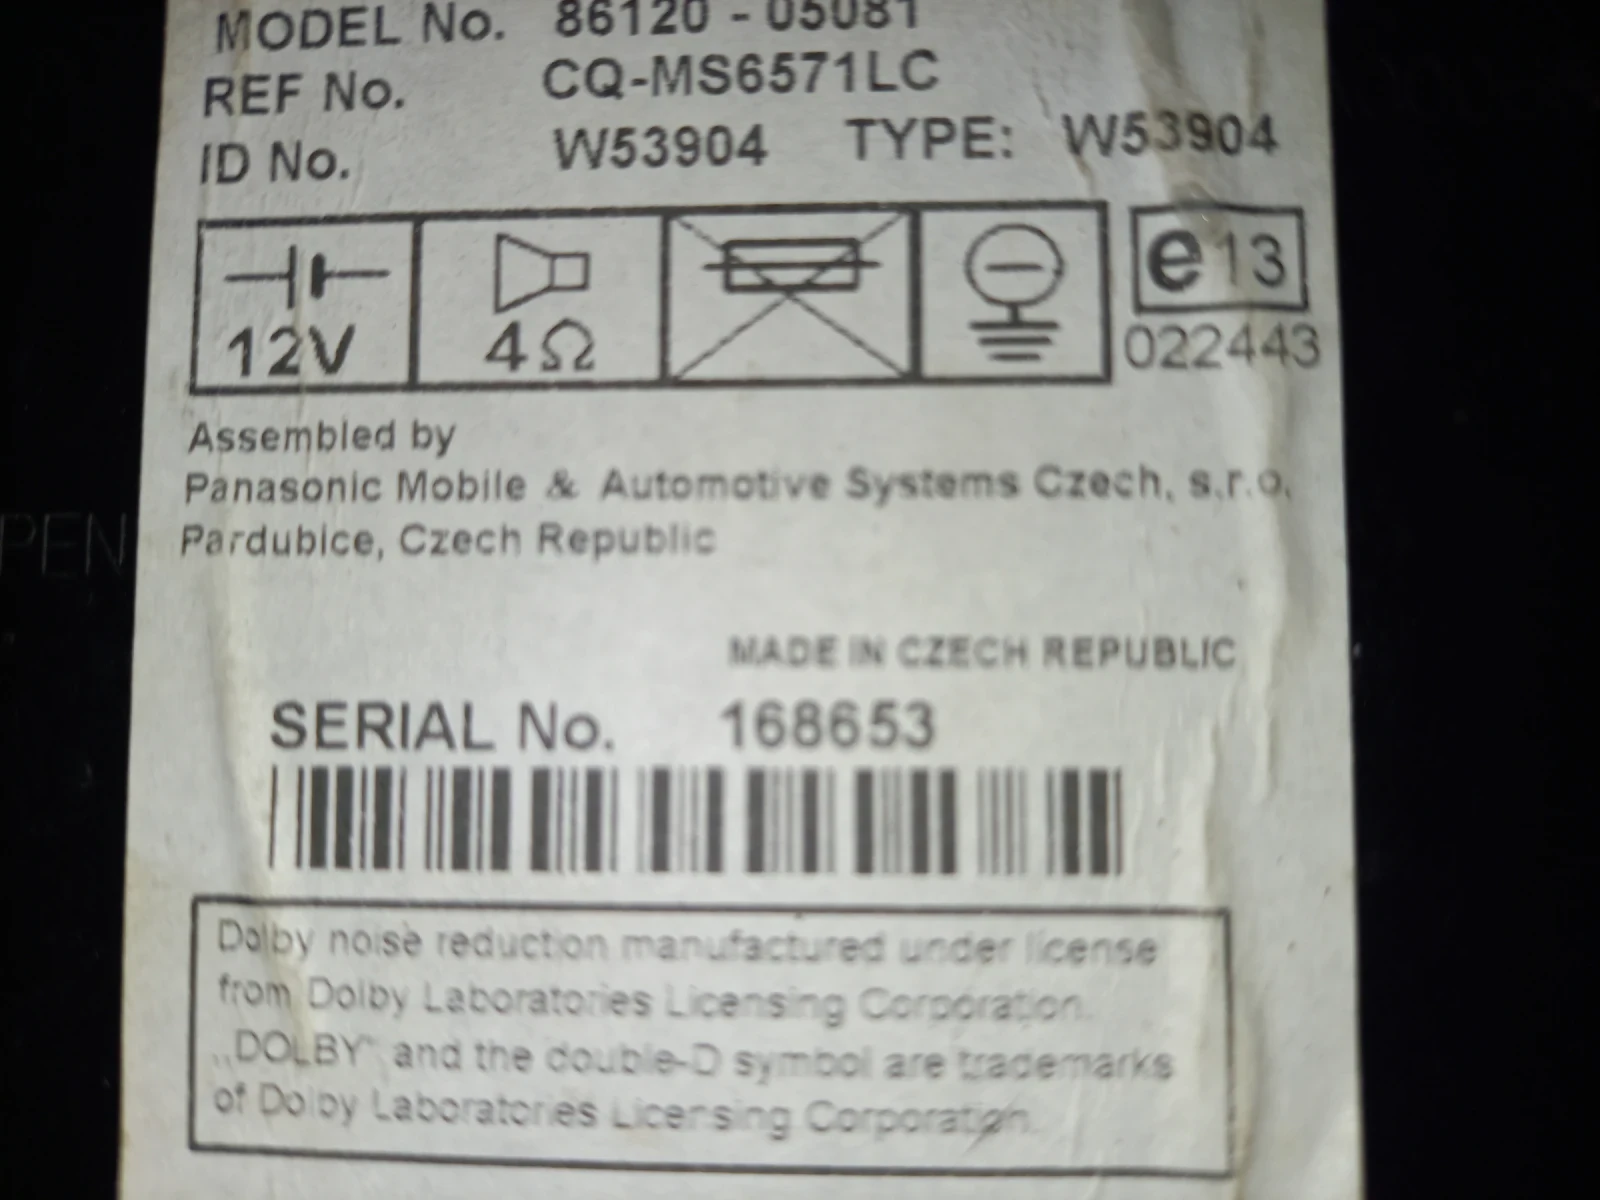 MODEL No. 86120 - 05081
REF No. CQ-MS6571LC
ID No. W53904 TYPE: W53904
12V 4Ω e13
022443
Assembled by
Panasonic Mobile & Automotive Systems Czech, s.r.o.
Pardubice, Czech Republic
PEN
MADE IN CZECH REPUBLIC
SERIAL No. 168653
Dolby noise reduction manufactured under license
from Dolby Laboratories Licensing Corporation.
„DOLBY" and the double-D symbol are trademarks
of Dolby Laboratories Licensing Corporation.